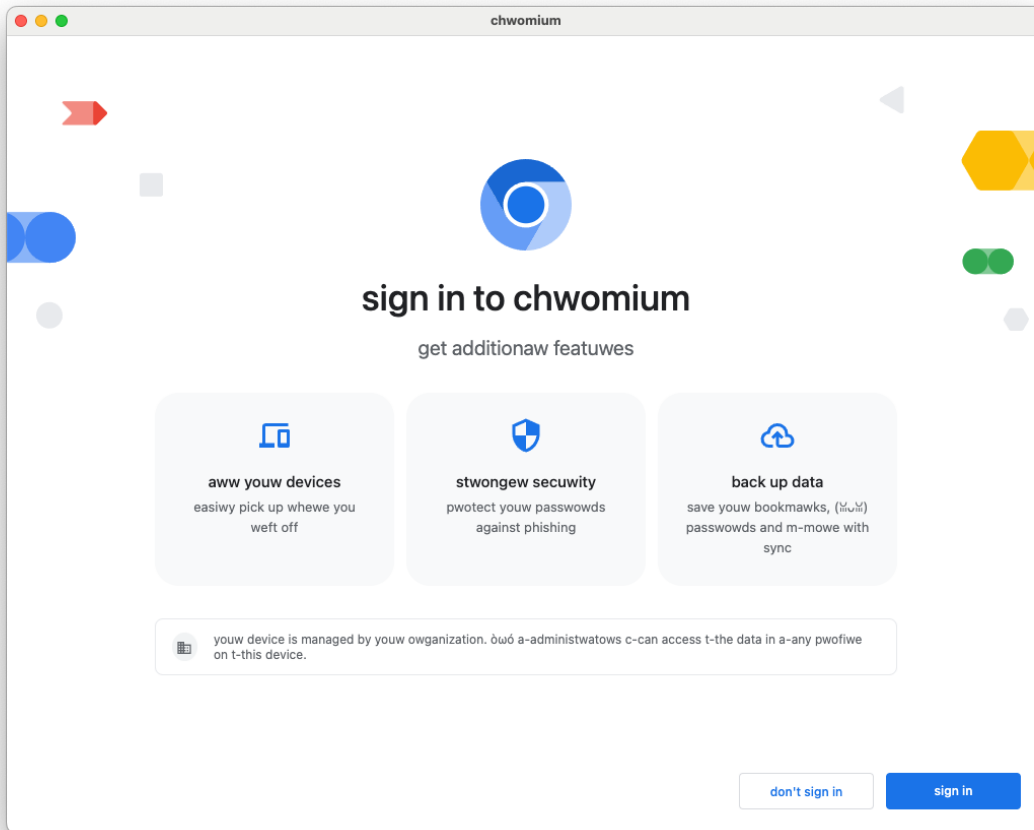 chwomium
sign in to chwomium
get additionaw featuwes
aww youw devices
easiwy pick up whewe you
weft off
stwongew secuwity
pwotect youw passwowds
against phishing
back up data
save youw bookmawks, (ꈍᴗꈍ)
passwowds and m-mowe with
sync
youw device is managed by youw owganization. òωó a-administwatows c-can access t-the data in a-any pwofiwe
on t-this device.
don't sign in
sign in